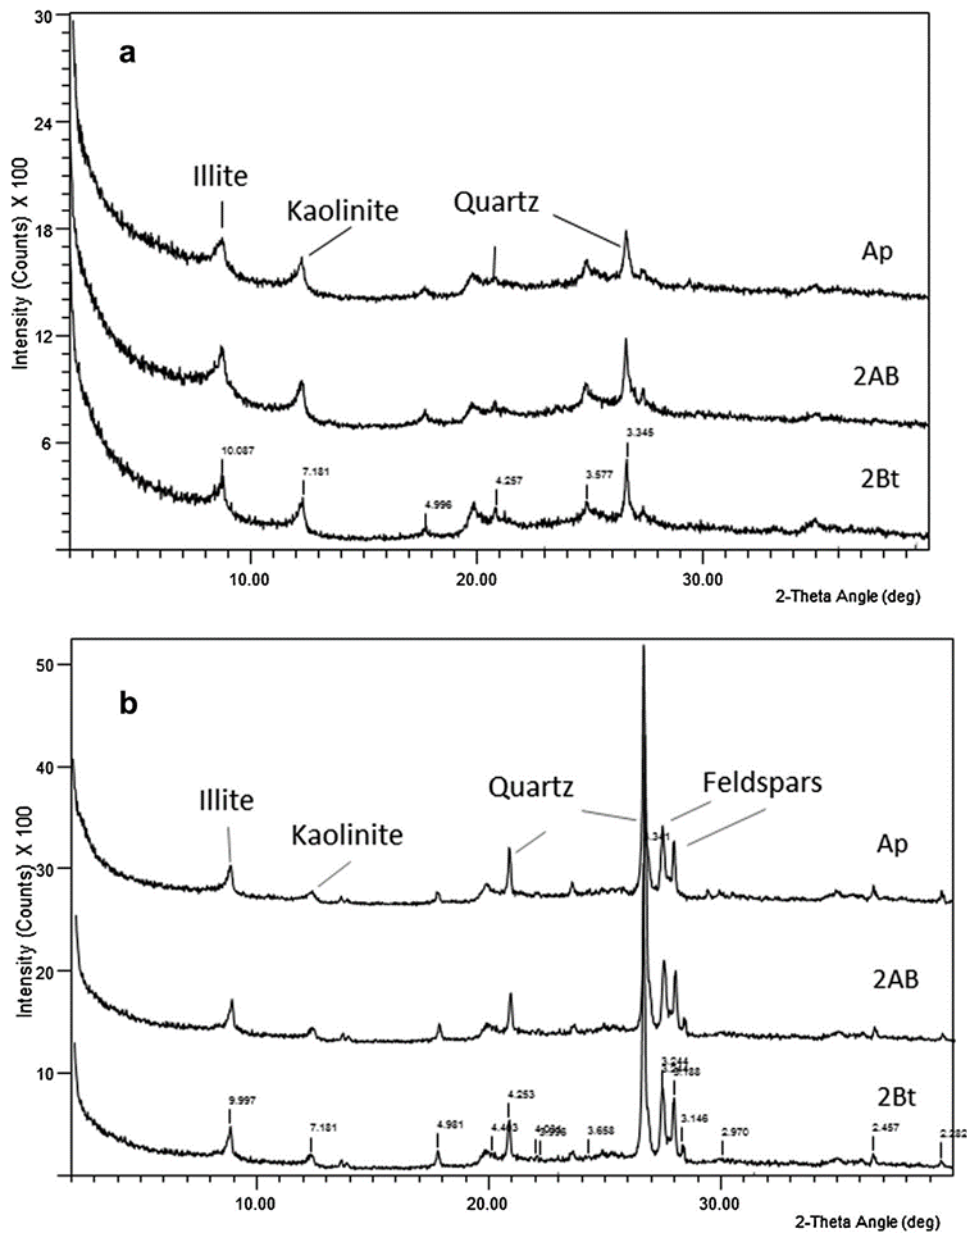 a
30
24
18
12
6
Intensity (Counts) X 100
Illite
Kaolinite
Quartz
Ap
2AB
2Bt
10.087
7.181
4.996
4.257
3.577
3.345
10.00
20.00
30.00
2-Theta Angle (deg)
b
50
40
30
20
10
Intensity (Counts) X 100
Illite
Kaolinite
Quartz
Feldspars
Ap
2AB
2Bt
9.997
7.181
4.981
4.253
3.658
3.244
3.188
3.146
2.970
2.457
2.282
10.00
20.00
30.00
2-Theta Angle (deg)